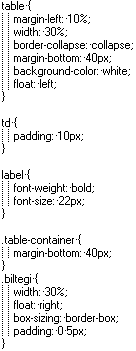 table {
margin-left: 10%;
width: 30%;
border-collapse: collapse;
margin-bottom: 40px;
background-color: white;
float: left;
}
td {
padding: 10px;
}
label {
font-weight: bold;
font-size: 22px;
}
.table-container {
margin-bottom: 40px;
}
.biltegi {
width: 30%;
float: right;
box-sizing: border-box;
padding: 0 5px;
}